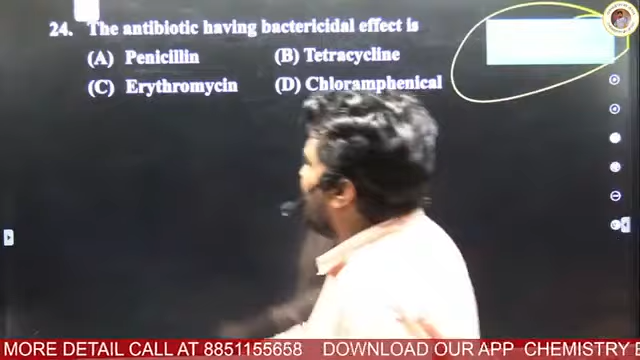 24. The antibiotic having bactericidal effect is
(A) Penicillin (B) Tetracycline
(C) Erythromycin (D) Chloramphenical
MORE DETAIL CALL AT 8851155658 DOWNLOAD OUR APP CHEMISTRY